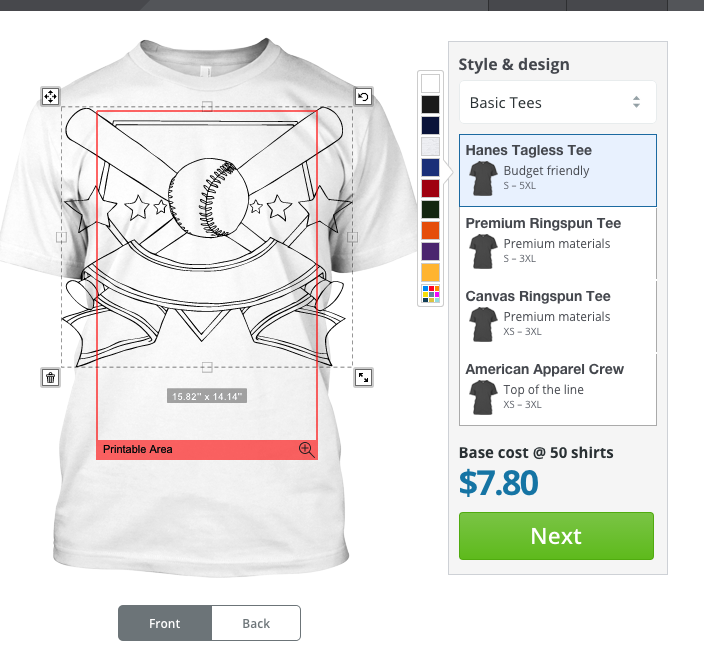 Style & design
Basic Tees
Hanes Tagless Tee
Budget friendly
S – 5XL
Premium Ringspun Tee
Premium materials
S – 3XL
Canvas Ringspun Tee
Premium materials
XS – 3XL
American Apparel Crew
Top of the line
XS – 3XL
Base cost @ 50 shirts
$7.80
Next
15.82" x 14.14"
Printable Area
Front
Back